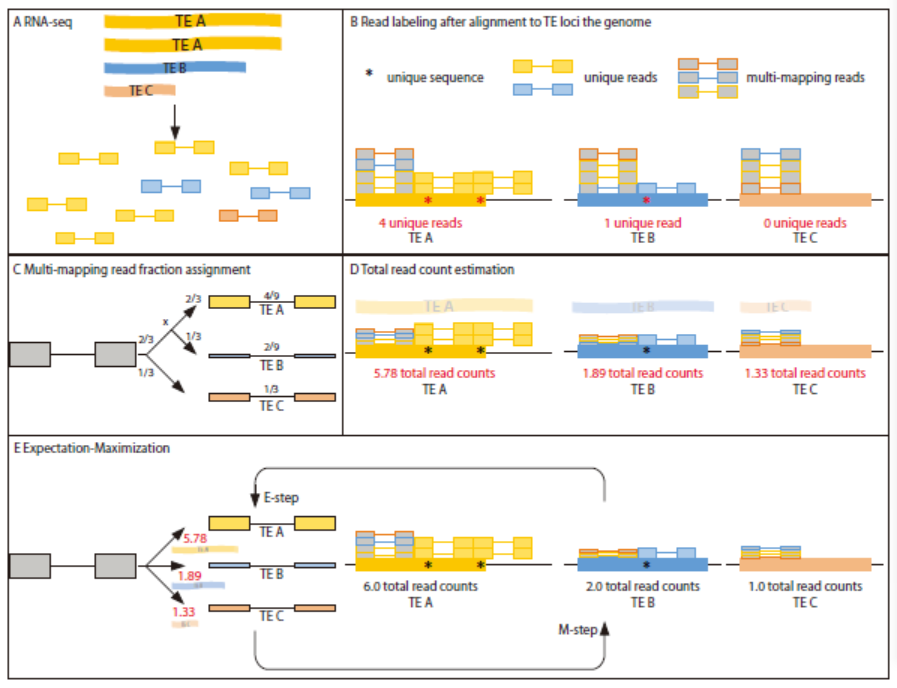 A RNA-seq
TE A
TE A
TE B
TE C
B Read labeling after alignment to TE loci the genome
* unique sequence
unique reads
multi-mapping reads
* *
*
4 unique reads
TE A
1 unique read
TE B
0 unique reads
TE C
C Multi-mapping read fraction assignment
2/3
4/9
TE A
x
2/3
1/3
2/9
TE B
1/3
1/3
TE C
D Total read count estimation
TE A
TE B
TE C
* *
*
5.78 total read counts
TE A
1.89 total read counts
TE B
1.33 total read counts
TE C
E Expectation-Maximization
E-step
TE A
5.78
TE B
1.89
1.33
TE C
* *
*
6.0 total read counts
TE A
2.0 total read counts
TE B
1.0 total read counts
TE C
M-step